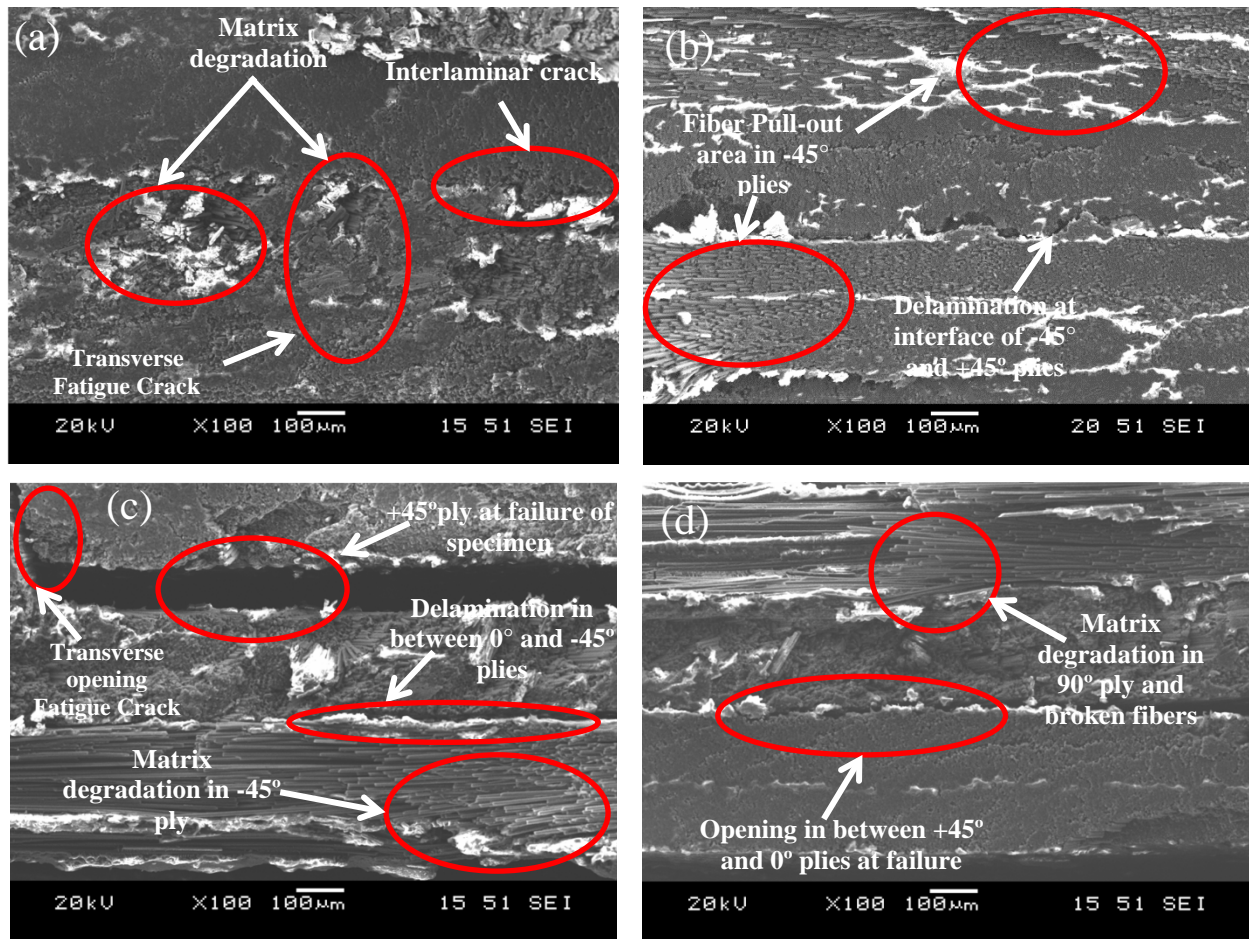 (a)
Matrix
degradation
Interlaminar crack
Transverse
Fatigue Crack
20kV X100 100μm 15 51 SEI
(b)
Fiber Pull-out
area in -45°
plies
Delamination at
interface of -45°
and +45º plies
20kV X100 100μm 20 51 SEI
(c)
+45ºply at failure of
specimen
Delamination in
between 0° and -45º
plies
Transverse
opening
Fatigue Crack
Matrix
degradation in -45º
ply
20kV X100 100μm 15 51 SEI
(d)
Matrix
degradation in
90º ply and
broken fibers
Opening in between +45º
and 0º plies at failure
20kV X100 100μm 15 51 SEI